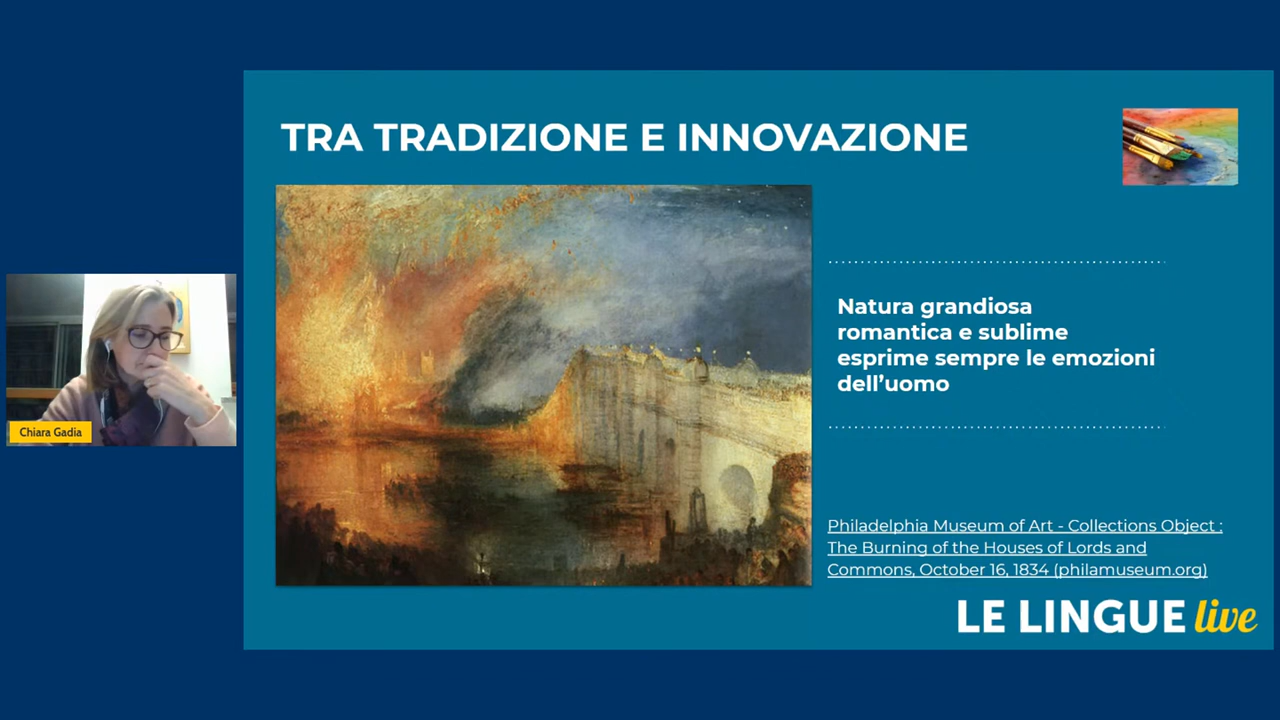 TRA TRADIZIONE E INNOVAZIONE
Natura grandiosa
romantica e sublime
esprime sempre le emozioni
dell’uomo
Chiara Gadia
Philadelphia Museum of Art - Collections Object :
The Burning of the Houses of Lords and
Commons, October 16, 1834 (philamuseum.org)
LE LINGUE live